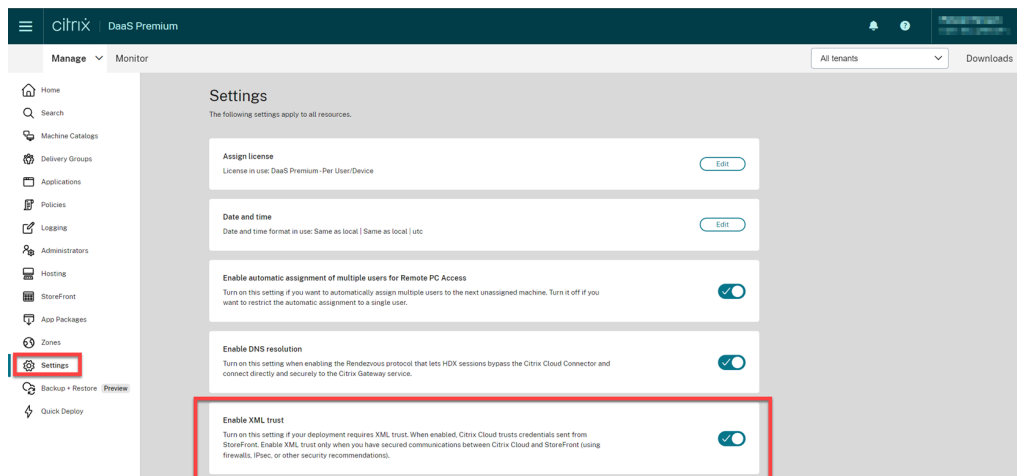 citrix | DaaS Premium
Manage Monitor
All tenants
Downloads
Home
Search
Machine Catalogs
Delivery Groups
Applications
Policies
Logging
Administrators
Hosting
StoreFront
App Packages
Zones
Settings
Backup + Restore Preview
Quick Deploy
Settings
The following settings apply to all resources.
Assign license
License in use: DaaS Premium - Per User/Device
Edit
Date and time
Date and time format in use: Same as local | Same as local | utc
Edit
Enable automatic assignment of multiple users for Remote PC Access
Turn on this setting if you want to automatically assign multiple users to the next unassigned machine. Turn it off if you
want to restrict the automatic assignment to a single user.
Enable DNS resolution
Turn on this setting when enabling the Rendezvous protocol that lets HDX sessions bypass the Citrix Cloud Connector and
connect directly and securely to the Citrix Gateway service.
Enable XML trust
Turn on this setting if your deployment requires XML trust. When enabled, Citrix Cloud trusts credentials sent from
StoreFront. Enable XML trust only when you have secured communications between Citrix Cloud and StoreFront (using
firewalls, IPsec, or other security recommendations).